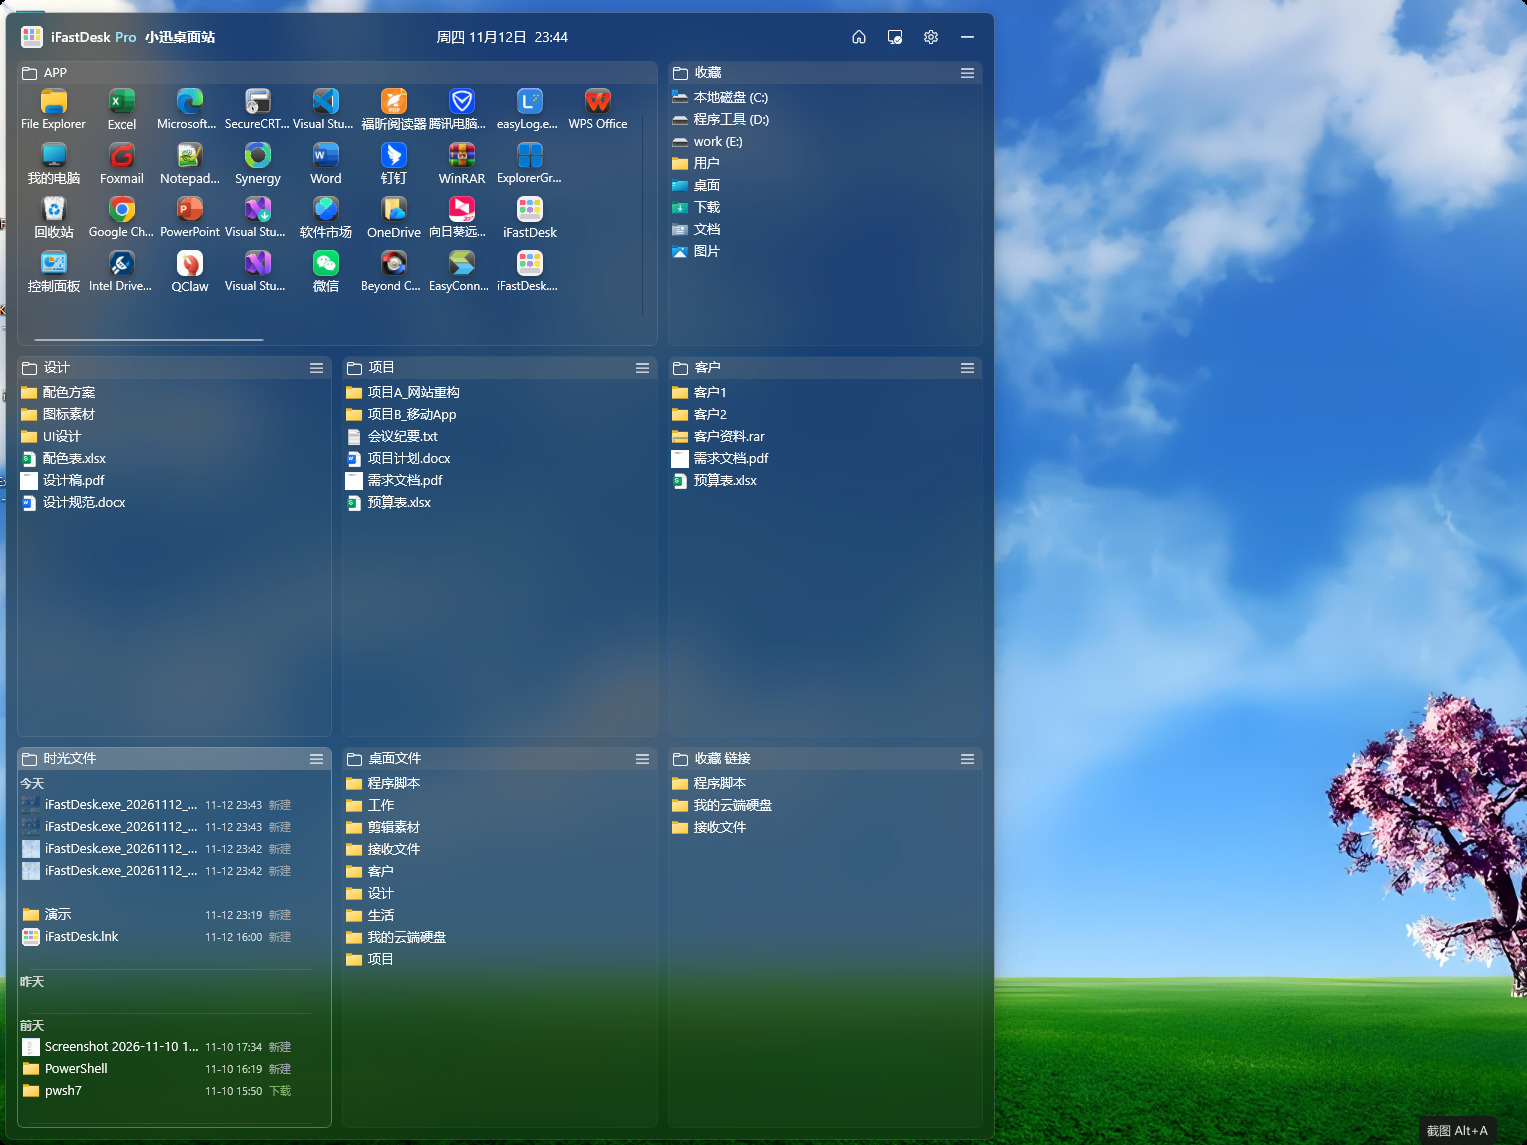 iFastDesk Pro 小迅桌面站
周四 11月12日 23:44
APP
File Explorer Excel Microsoft... SecureCRT... Visual Stu... 福昕阅读器 腾讯电脑... easyLog.e... WPS Office
我的电脑 Foxmail Notepad... Synergy Word 钉钉 WinRAR ExplorerGr...
回收站 Google Ch... PowerPoint Visual Stu... 软件市场 OneDrive 向日葵远... iFastDesk
控制面板 Intel Drive... QClaw Visual Stu... 微信 Beyond C... EasyConn... iFastDesk....
收藏
本地磁盘 (C:)
程序工具 (D:)
work (E:)
用户
桌面
下载
文档
图片
设计
配色方案
图标素材
UI设计
配色表.xlsx
设计稿.pdf
设计规范.docx
项目
项目A_网站重构
项目B_移动App
会议纪要.txt
项目计划.docx
需求文档.pdf
预算表.xlsx
客户
客户1
客户2
客户资料.rar
需求文档.pdf
预算表.xlsx
时光文件
今天
iFastDesk.exe_20261112_... 11-12 23:43 新建
iFastDesk.exe_20261112_... 11-12 23:43 新建
iFastDesk.exe_20261112_... 11-12 23:42 新建
iFastDesk.exe_20261112_... 11-12 23:42 新建
演示 11-12 23:19 新建
iFastDesk.lnk 11-12 16:00 新建
昨天
前天
Screenshot 2026-11-10 1... 11-10 17:34 新建
PowerShell 11-10 16:19 新建
pwsh7 11-10 15:50 下载
桌面文件
程序脚本
工作
剪辑素材
接收文件
客户
设计
生活
我的云端硬盘
项目
收藏 链接
程序脚本
我的云端硬盘
接收文件
截图 Alt+A